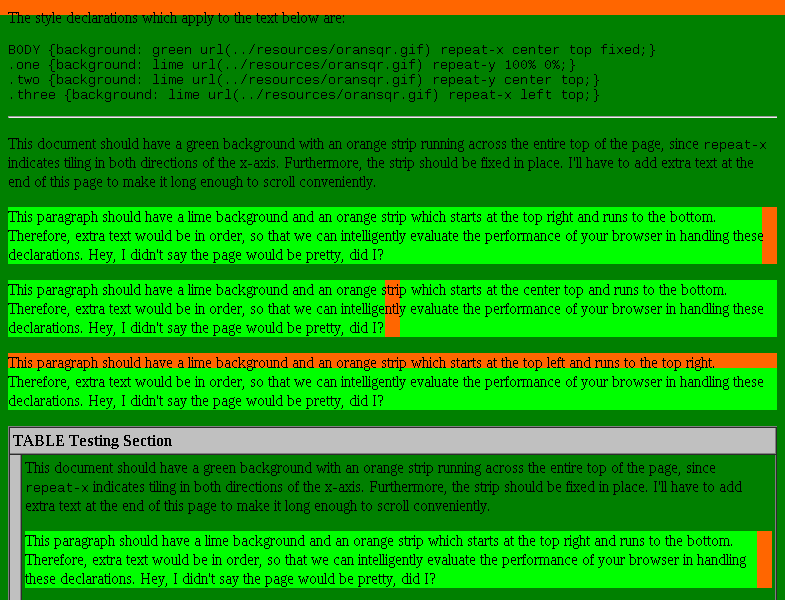 The style declarations which apply to the text below are:
BODY {background: green url(../resources/oransqr.gif) repeat-x center top fixed;}
.one {background: lime url(../resources/oransqr.gif) repeat-y 100% 0%;}
.two {background: lime url(../resources/oransqr.gif) repeat-y center top;}
.three {background: lime url(../resources/oransqr.gif) repeat-x left top;}
This document should have a green background with an orange strip running across the entire top of the page, since repeat-x
indicates tiling in both directions of the x-axis. Furthermore, the strip should be fixed in place. I'll have to add extra text at the
end of this page to make it long enough to scroll conveniently.
This paragraph should have a lime background and an orange strip which starts at the top right and runs to the bottom.
Therefore, extra text would be in order, so that we can intelligently evaluate the performance of your browser in handling these
declarations. Hey, I didn't say the page would be pretty, did I?
This paragraph should have a lime background and an orange strip which starts at the center top and runs to the bottom.
Therefore, extra text would be in order, so that we can intelligently evaluate the performance of your browser in handling these
declarations. Hey, I didn't say the page would be pretty, did I?
This paragraph should have a lime background and an orange strip which starts at the top left and runs to the top right.
Therefore, extra text would be in order, so that we can intelligently evaluate the performance of your browser in handling these
declarations. Hey, I didn't say the page would be pretty, did I?
TABLE Testing Section
This document should have a green background with an orange strip running across the entire top of the page, since
repeat-x indicates tiling in both directions of the x-axis. Furthermore, the strip should be fixed in place. I'll have to add
extra text at the end of this page to make it long enough to scroll conveniently.
This paragraph should have a lime background and an orange strip which starts at the top right and runs to the bottom.
Therefore, extra text would be in order, so that we can intelligently evaluate the performance of your browser in handling
these declarations. Hey, I didn't say the page would be pretty, did I?